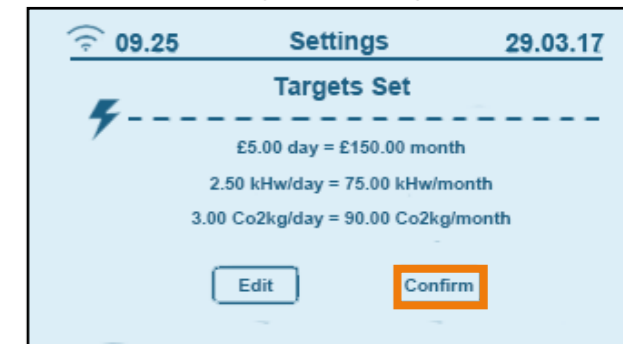 09.25 Settings 29.03.17
Targets Set
£5.00 day = £150.00 month
2.50 kHw/day = 75.00 kHw/month
3.00 Co2kg/day = 90.00 Co2kg/month
Edit Confirm